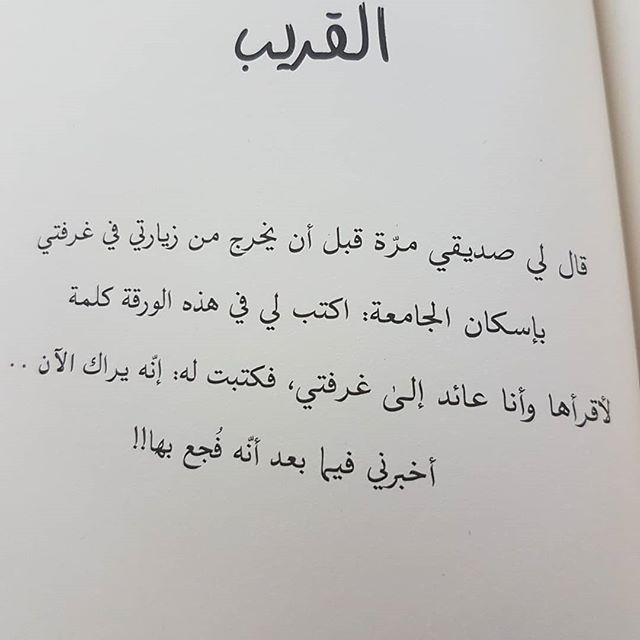 القريب
قال لي صديقي مرّة قبل أن يخرج من زيارتي في غرفتي
بإسكان الجامعة: اكتب لي في هذه الورقة كلمة
لأقرأها وأنا عائد إلىٰ غرفتي، فكتبت له: إنّه يراك الآن ..
أخبرني فيما بعد أنّه فُجع بها!!